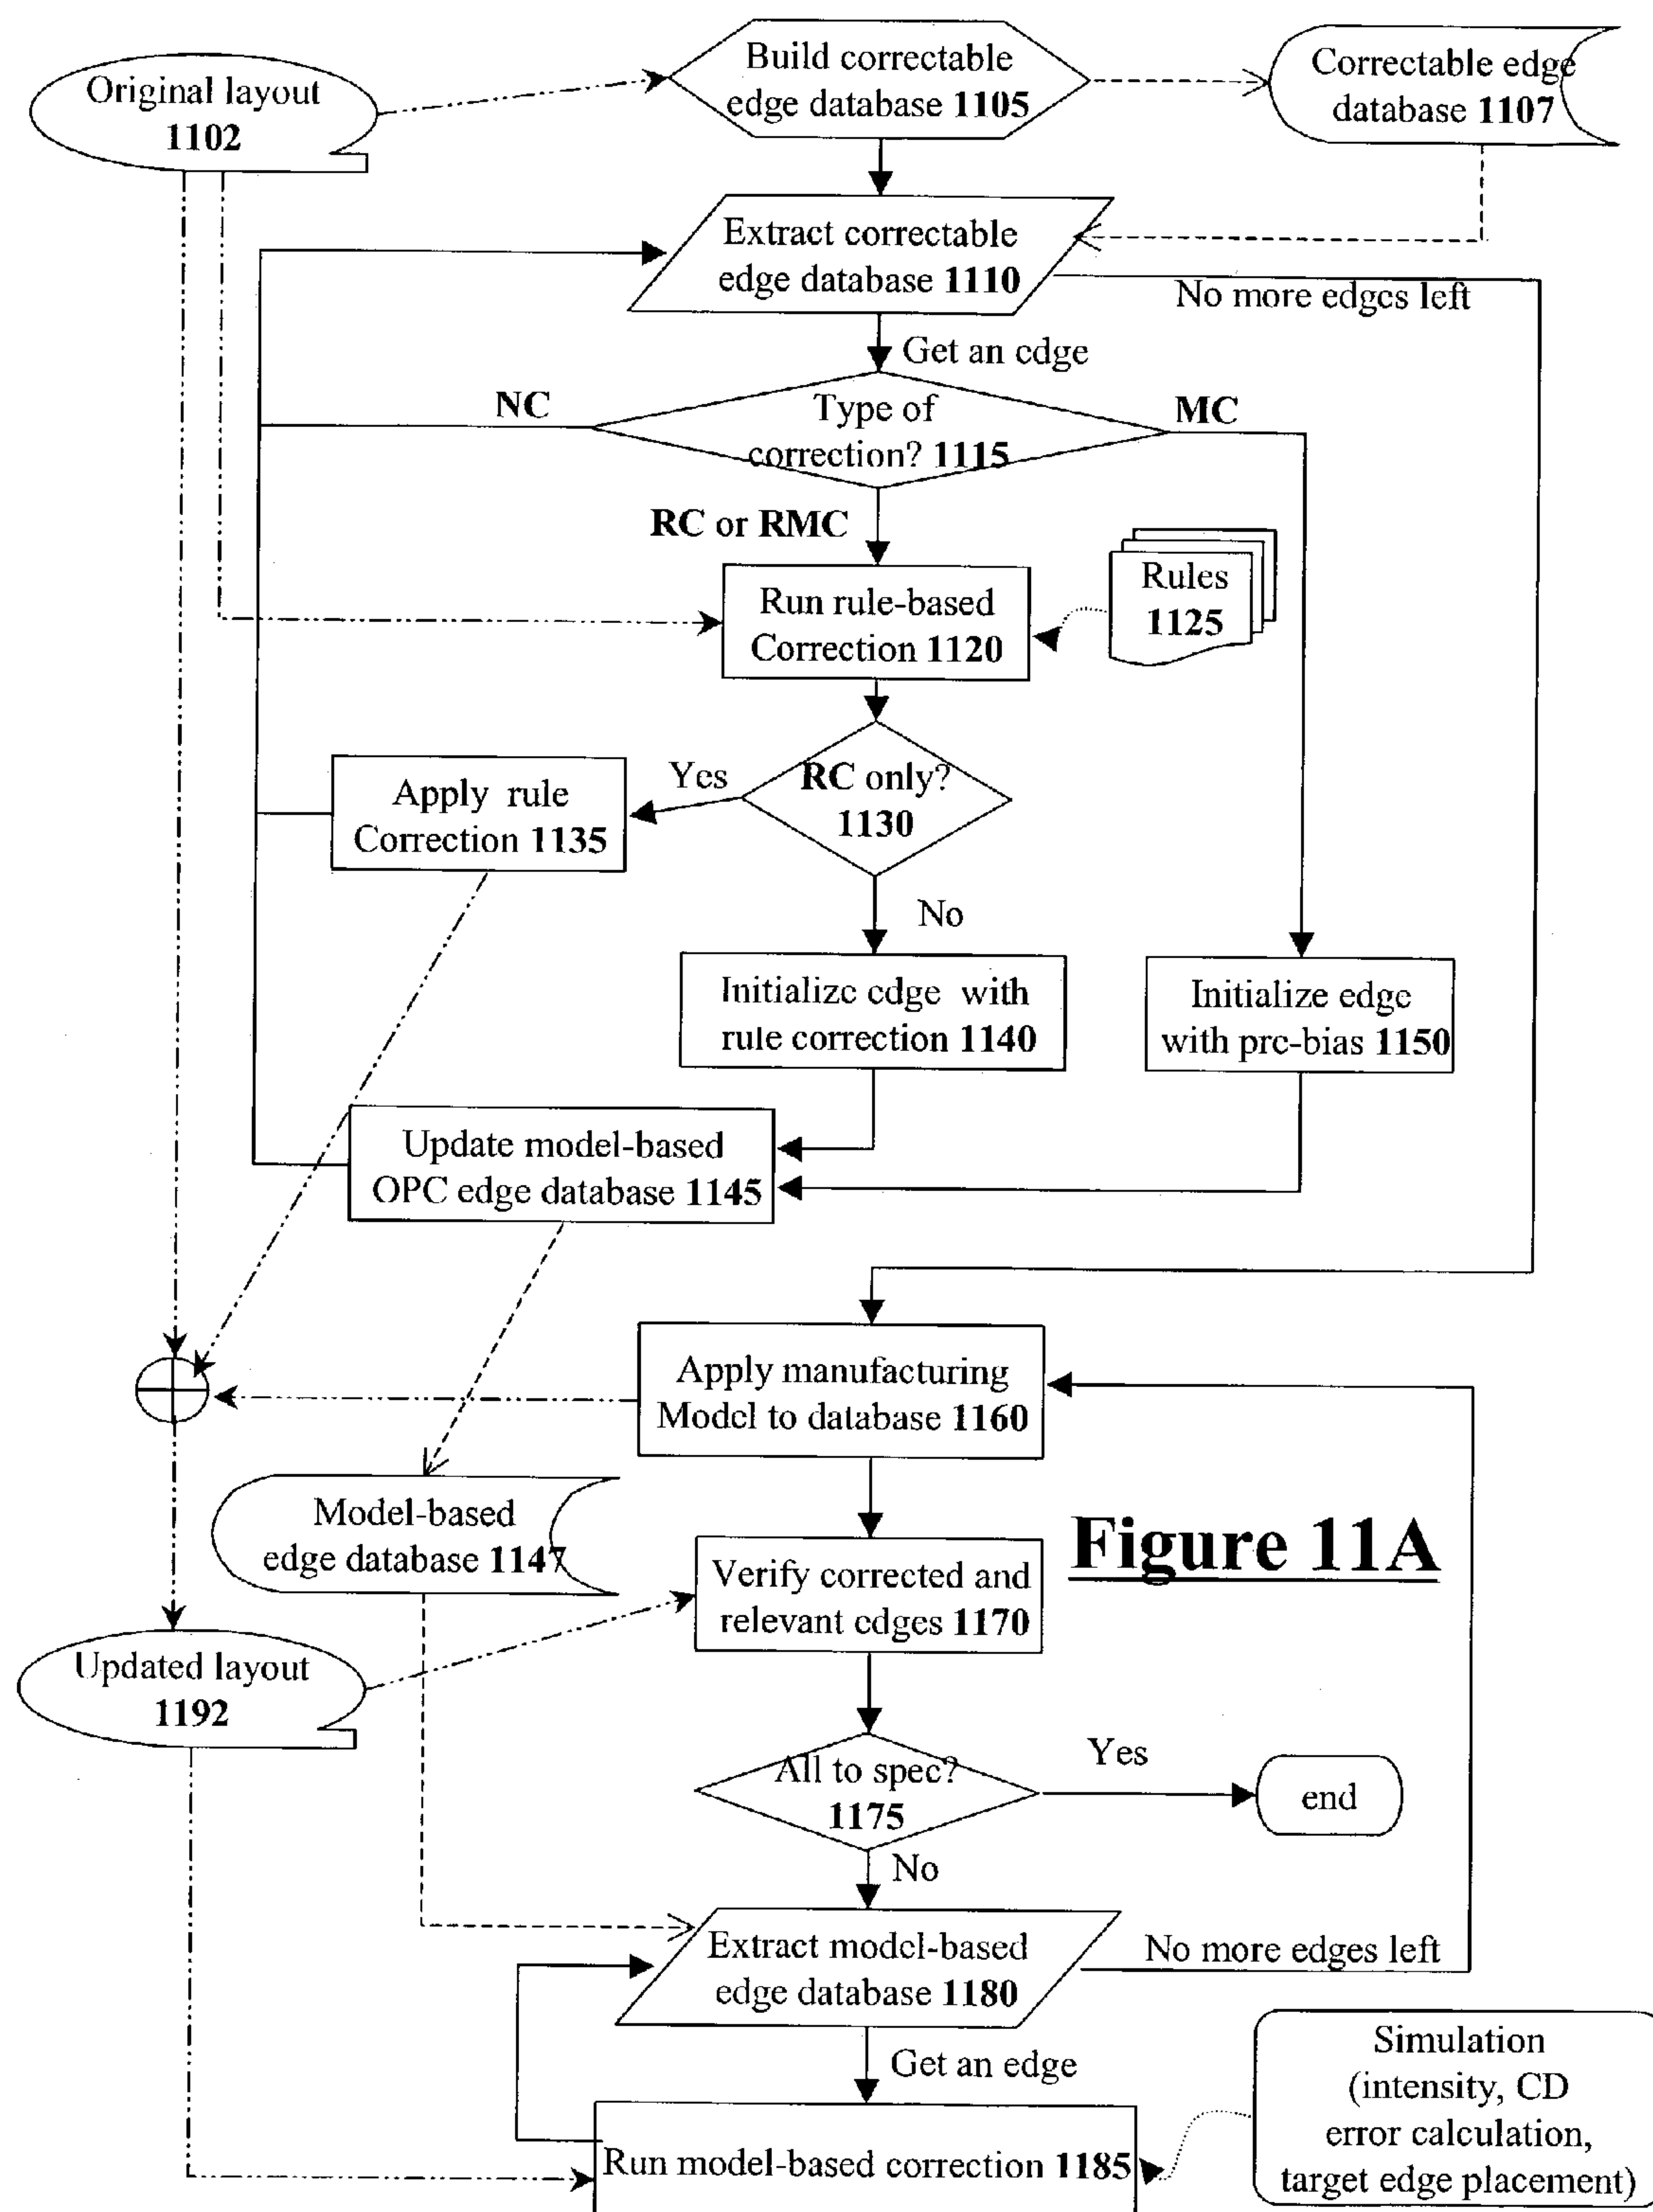 Original layout
1102
Build correctable
edge database 1105
Correctable edge
database 1107
Extract correctable
edge database 1110
No more edges left
Get an edge
NC
Type of
correction? 1115
MC
RC or RMC
Run rule-based
Correction 1120
Rules
1125
Yes
RC only?
1130
Apply rule
Correction 1135
No
Initialize edge with
rule correction 1140
Initialize edge
with pre-bias 1150
Update model-based
OPC edge database 1145
Apply manufacturing
Model to database 1160
Model-based
edge database 1147
Verify corrected and
relevant edges 1170
Figure 11A
Updated layout
1192
All to spec?
1175
Yes
end
No
Extract model-based
edge database 1180
No more edges left
Get an edge
Run model-based correction 1185
Simulation
(intensity, CD
error calculation,
target edge placement)